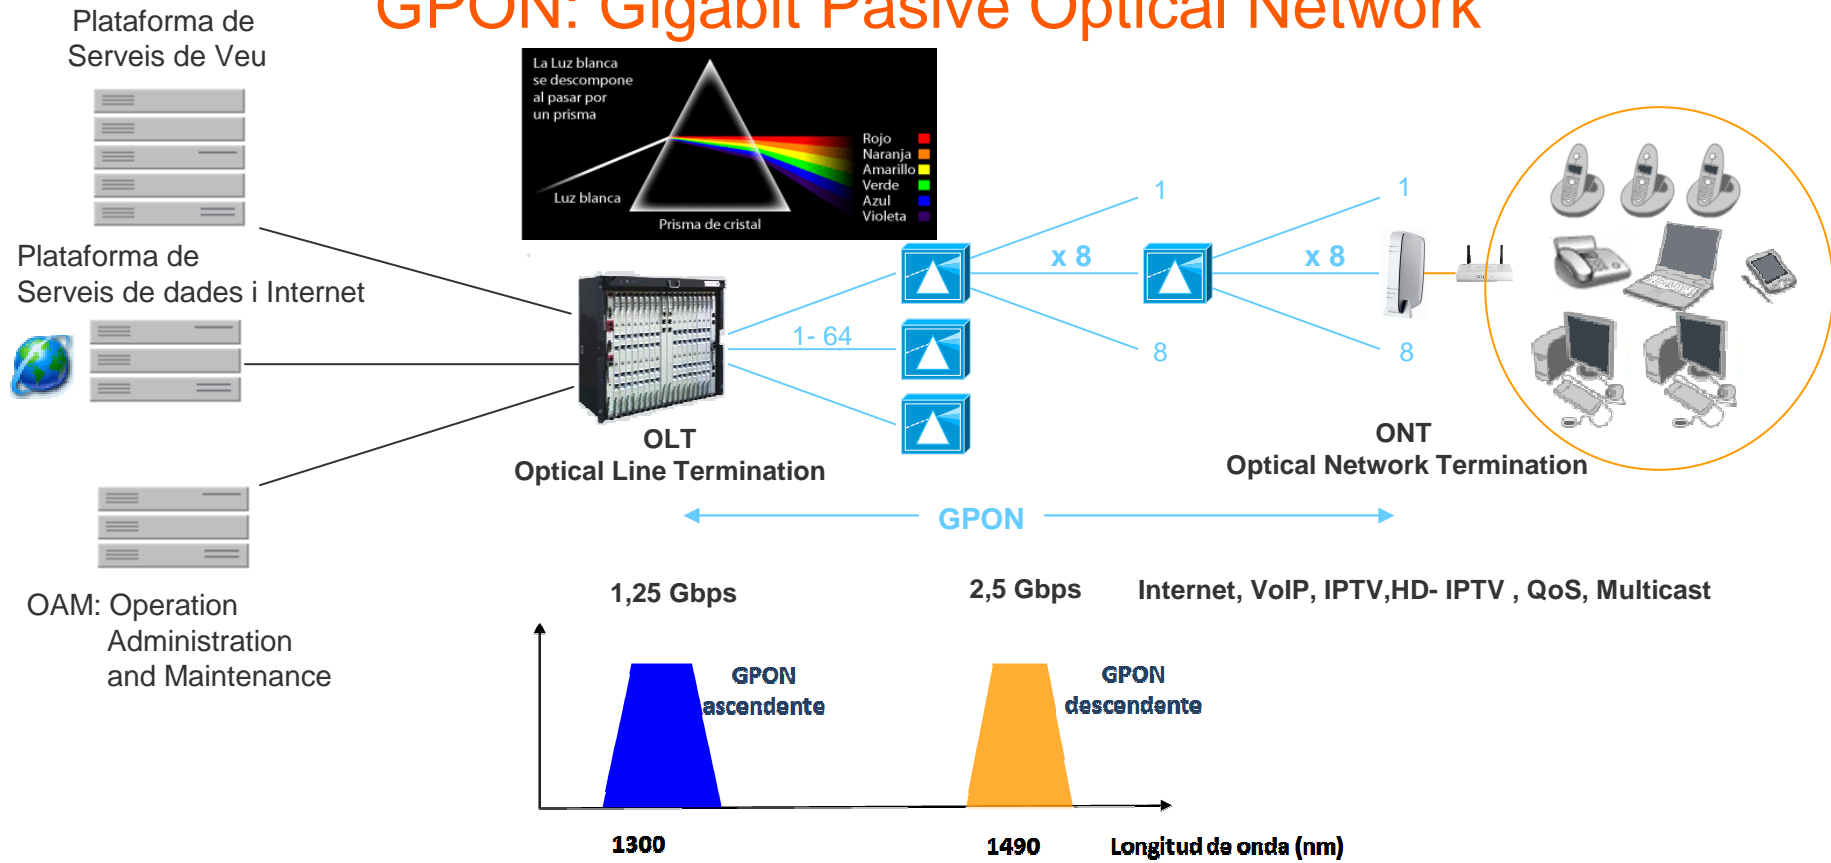 GPON: Gigabit Pasive Optical Network
Plataforma de
Serveis de Veu
La Luz blanca
se descompone
al pasar por
un prisma
Luz blanca
Prisma de cristal
Rojo
Naranja
Amarillo
Verde
Azul
Violeta
Plataforma de
Serveis de dades i Internet
1- 64
1
x 8
8
1
x 8
8
OLT
Optical Line Termination
ONT
Optical Network Termination
GPON
OAM: Operation
Administration
and Maintenance
1,25 Gbps
2,5 Gbps
Internet, VoIP, IPTV,HD- IPTV , QoS, Multicast
GPON
ascendente
GPON
descendente
1300
1490
Longitud de onda (nm)